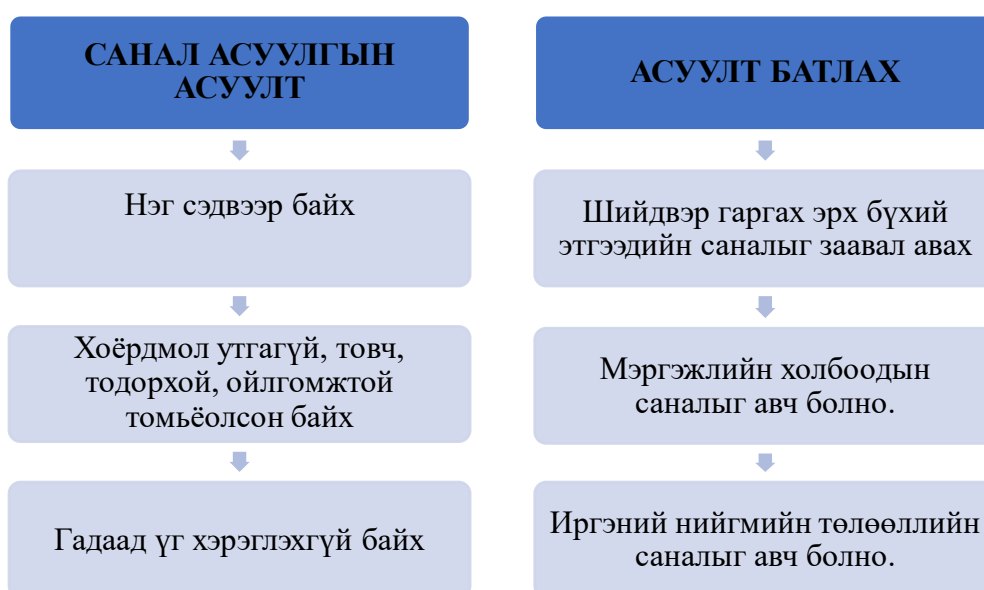 САНАЛ АСУУЛГЫН
АСУУЛТ
Нэг сэдвээр байх
Хоёрдмол утгагүй, товч,
тодорхой, ойлгомжтой
томьёолсон байх
Гадаад үг хэрэглэхгүй байх
АСУУЛТ БАТЛАХ
Шийдвэр гаргах эрх бүхий
этгээдийн саналыг заавал авах
Мэргэжлийн холбоодын
саналыг авч болно.
Иргэний нийгмийн төлөөллийн
саналыг авч болно.